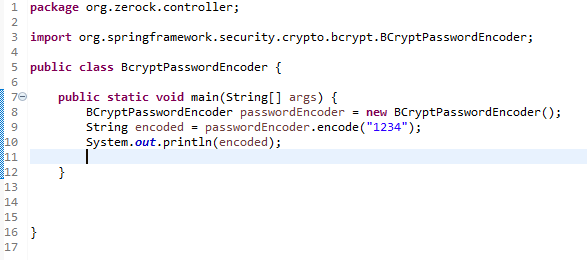 1 package org.zerock.controller;
2
3 import org.springframework.security.crypto.bcrypt.BCryptPasswordEncoder;
4
5 public class BcryptPasswordEncoder {
6
7 public static void main(String[] args) {
8 BCryptPasswordEncoder passwordEncoder = new BCryptPasswordEncoder();
9 String encoded = passwordEncoder.encode("1234");
10 System.out.println(encoded);
11
12 }
13
14
15
16 }
17